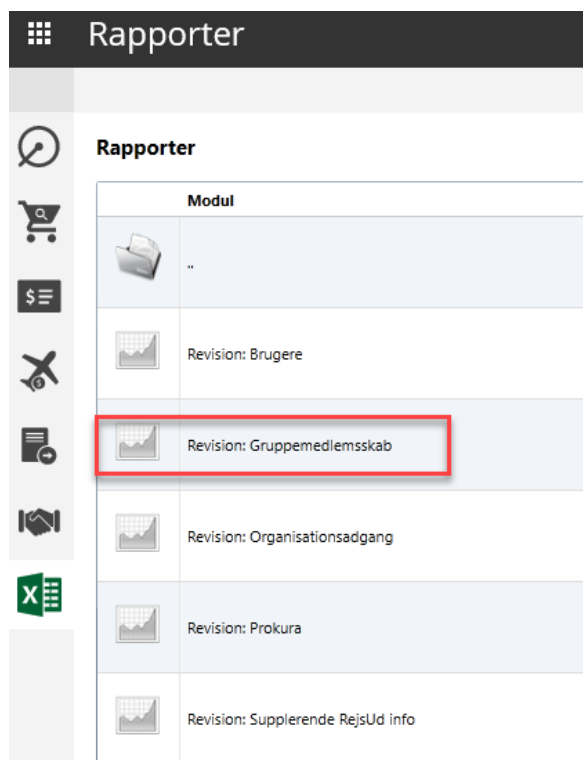 Rapporter
Rapporter
Modul
..
Revision: Brugere
Revision: Gruppemedlemsskab
Revision: Organisationsadgang
Revision: Prokura
Revision: Supplerende RejsUd info